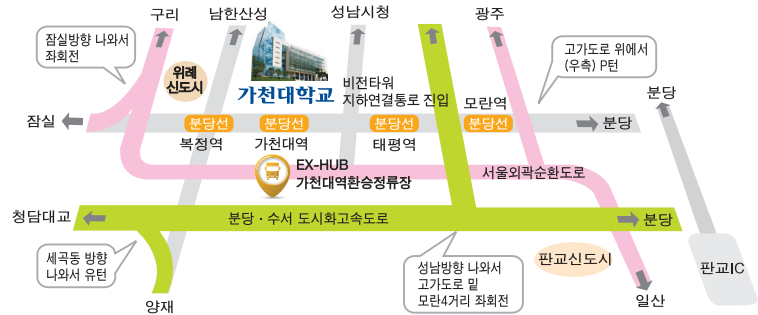 구리
남한산성
성남시청
광주
잠실방향 나와서
좌회전
고가도로 위에서
(우측) P턴
위례
신도시
가천대학교
비전타워
지하연결통로 진입
모란역
분당
잠실
분당선
분당선
분당선
분당선
분당
복정역
가천대역
태평역
EX-HUB
가천대역환승정류장
서울외곽순환도로
청담대교
분당·수서 도시화고속도로
분당
세곡동 방향
나와서 유턴
성남방향 나와서
고가도로 밑
모란4거리 좌회전
판교신도시
판교IC
양재
일산